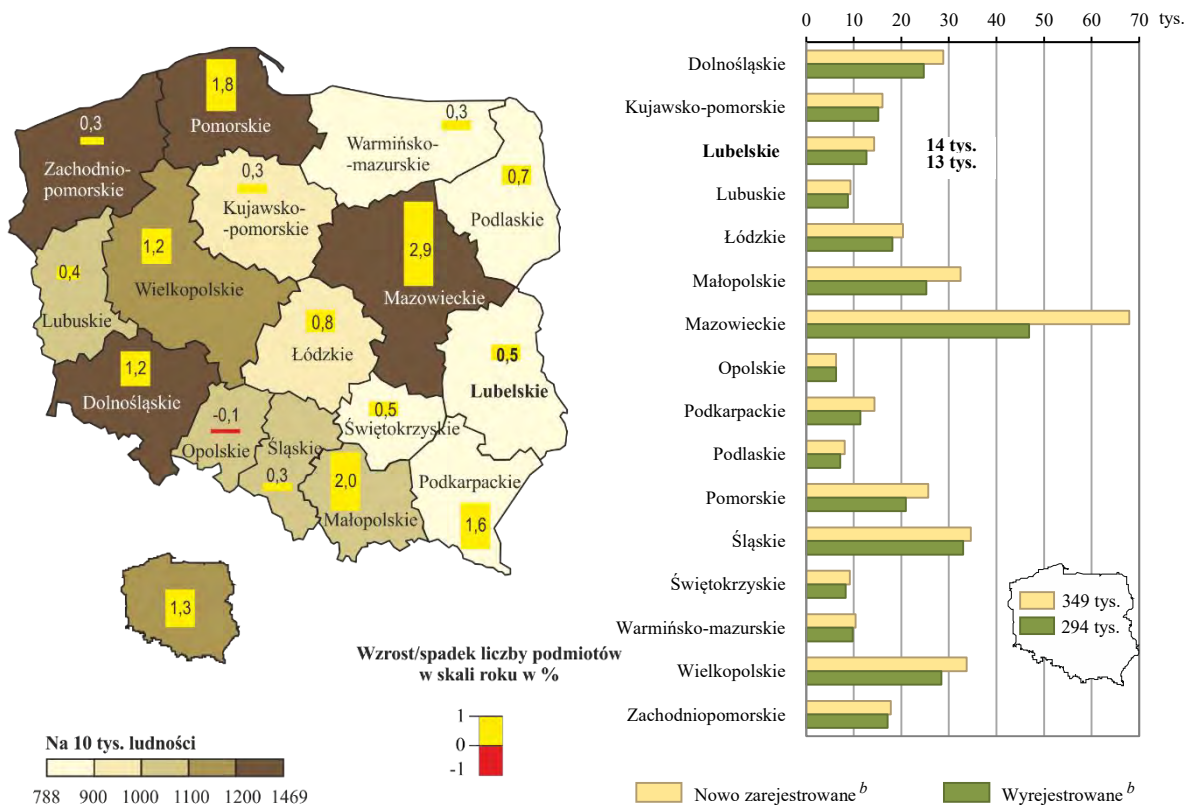 1,8
Pomorskie
0,3
Zachodnio-
pomorskie
0,3
Warmińsko-
-mazurskie
0,7
Podlaskie
0,3
Kujawsko-
-pomorskie
2,9
Mazowieckie
1,2
Wielkopolskie
0,4
Lubuskie
0,8
Łódzkie
0,5
Lubelskie
1,2
Dolnośląskie
-0,1
Opolskie
Śląskie
0,3
0,5
Świętokrzyskie
2,0
Małopolskie
Podkarpackie
1,6
1,3
Wzrost/spadek liczby podmiotów
w skali roku w %
1
0
-1
Na 10 tys. ludności
788 900 1000 1100 1200 1469
0 10 20 30 40 50 60 70 tys.
Dolnośląskie
Kujawsko-pomorskie
Lubelskie
14 tys.
13 tys.
Lubuskie
Łódzkie
Małopolskie
Mazowieckie
Opolskie
Podkarpackie
Podlaskie
Pomorskie
Śląskie
Świętokrzyskie
Warmińsko-mazurskie
Wielkopolskie
Zachodniopomorskie
349 tys.
294 tys.
Nowo zarejestrowane b
Wyrejestrowane b